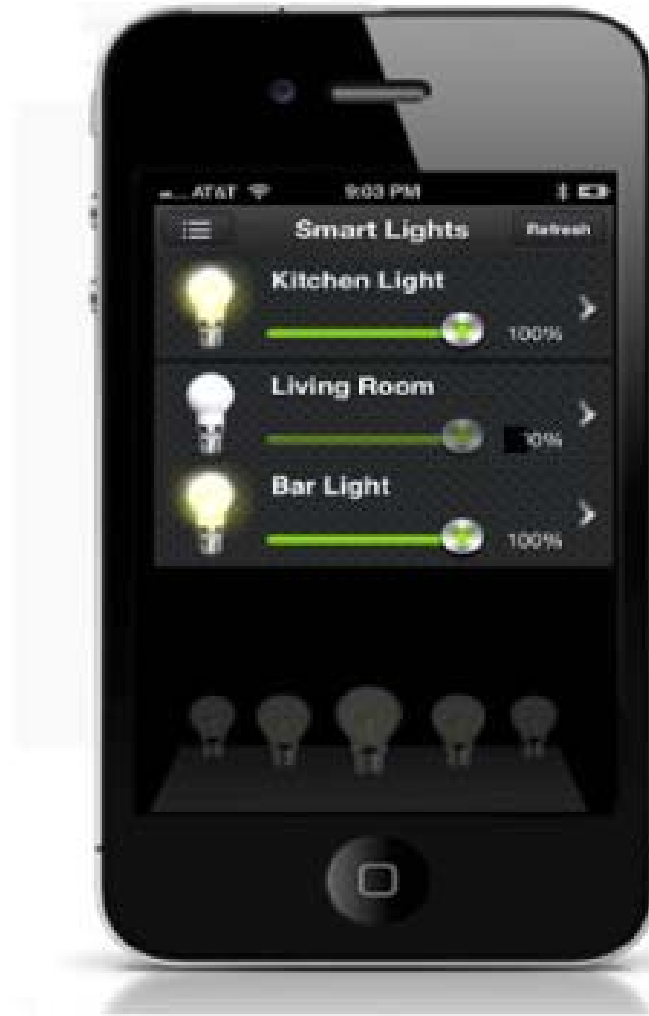 AT&T 9:03 PM
Smart Lights Refresh
Kitchen Light
100%
Living Room
Bar Light
100%